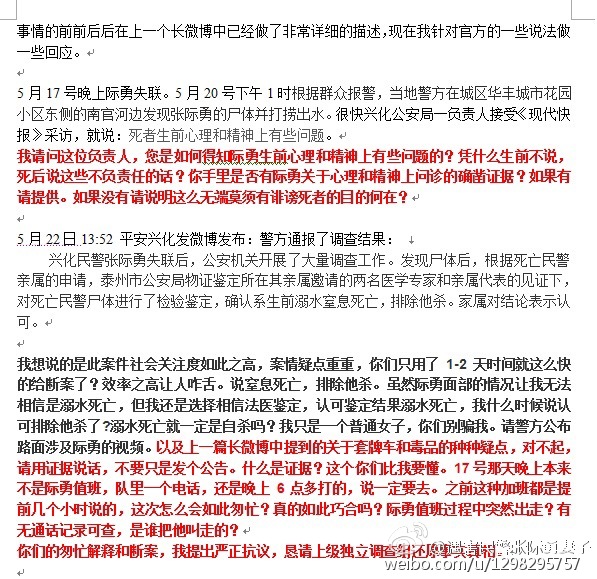 事情的前前后后在上一个长微博中已经做了非常详细的描述，现在我针对官方的一些说法做
一些回应。
5月17号晚上际勇失联。5月20号下午1时根据群众报警，当地警方在城区华丰城市花园
小区东侧的南官河边发现张际勇的尸体并打捞出水。很快兴化公安局一负责人接受《现代快
报》采访，就说：死者生前心理和精神上有些问题。
我请问这位负责人，您是如何得知际勇生前心理和精神上有些问题的？凭什么生前不说，
死后说这些不负责任的话？你手里是否有际勇关于心理和精神上问诊的确凿证据？如果有
请提供。如果没有请说明这么无端莫须有诽谤死者的目的何在？
5月22日 13:52 平安兴化发微博发布：警方通报了调查结果：
兴化民警张际勇失联后，公安机关开展了大量调查工作。发现尸体后，根据死亡民警
亲属的申请，泰州市公安局物证鉴定所在其亲属邀请的两名医学专家和亲属代表的见证下，
对死亡民警尸体进行了检验鉴定，确认系生前溺水窒息死亡，排除他杀。家属对结论表示认
可。
我想说的是此案件社会关注度如此之高，案情疑点重重，你们只用了 1-2 天时间就这么快
的给断案了？效率之高让人咋舌。说窒息死亡，排除他杀。虽然际勇面部的情况让我无法
相信是溺水死亡，但我还是选择相信法医鉴定，认可鉴定结果溺水死亡，我什么时候说认
可排除他杀了?溺水死亡就一定是自杀吗？我只是一个普通女子，你们别骗我。请警方公布
路面涉及际勇的视频。以及上一篇长微博中提到的关于套牌车和毒品的种种疑点，对不起，
请用证据说话，不要只是发个公告。什么是证据？这个你们比我要懂。17号那天晚上本来
不是际勇值班，队里一个电话，还是晚上 6 点多打的，说一定要去。之前这种加班都是提
前几个小时说的，这次怎么会如此匆忙？真的如此巧合吗？际勇值班过程中突然出走？有
无通话记录可查，是谁把他叫走的？
你们的匆忙解释和断案，我提出严正抗议，恳请上级独立调查组还原事实真相。
weibo.com/u/1298295757